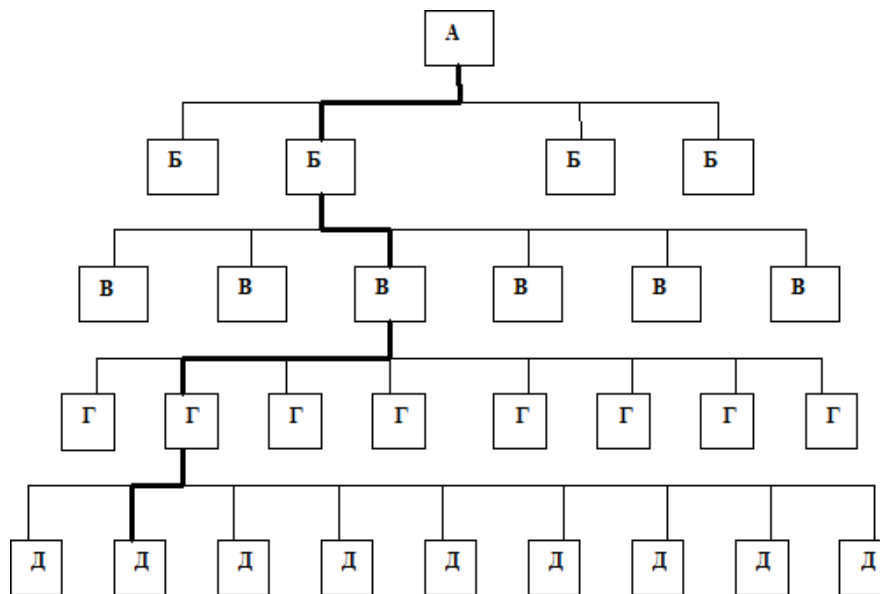 А
Б Б Б Б
В В В В В В
Г Г Г Г Г Г Г Г
Д Д Д Д Д Д Д Д Д